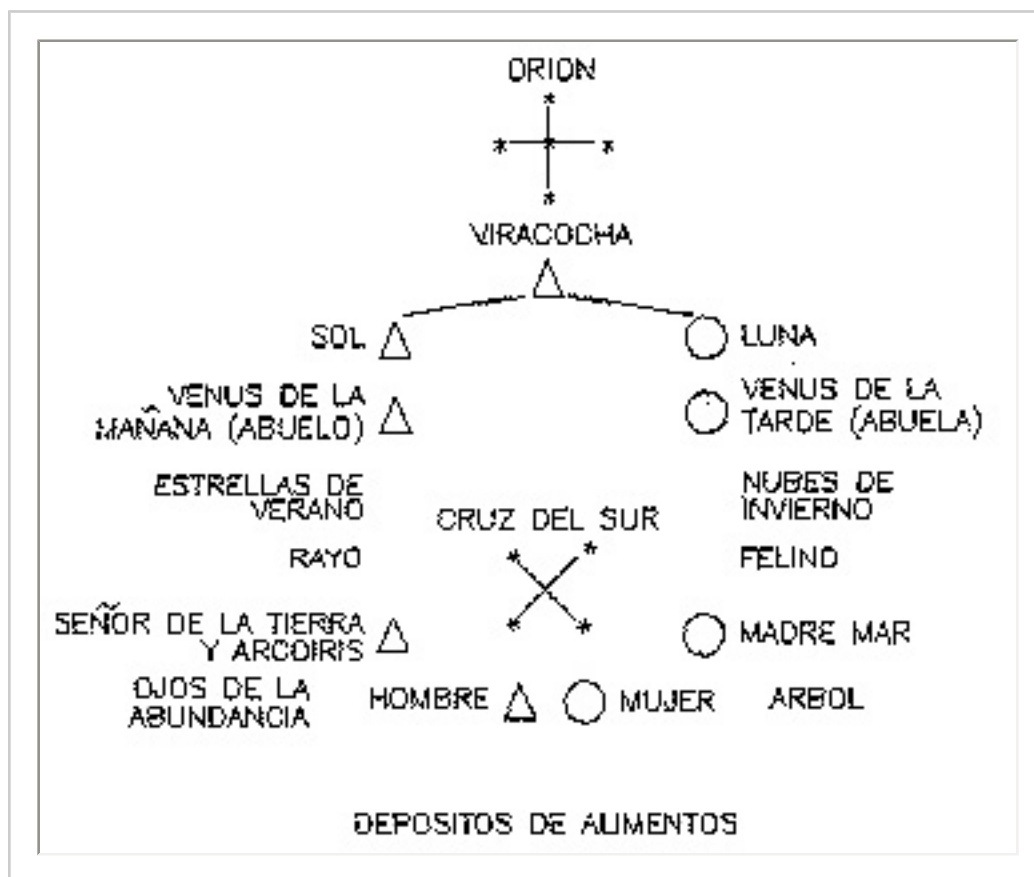 ORION
VIRACOCHA
SOL
LUNA
VENUS DE LA
MAÑANA (ABUELO)
VENUS DE LA
TARDE (ABUELA)
ESTRELLAS DE
VERANO
NUBES DE
INVIERNO
CRUZ DEL SUR
RAYO
FELINO
SEÑOR DE LA TIERRA
Y ARCOIRIS
MADRE MAR
OJOS DE LA
ABUNDANCIA
HOMBRE
MUJER
ARBOL
DEPOSITOS DE ALIMENTOS